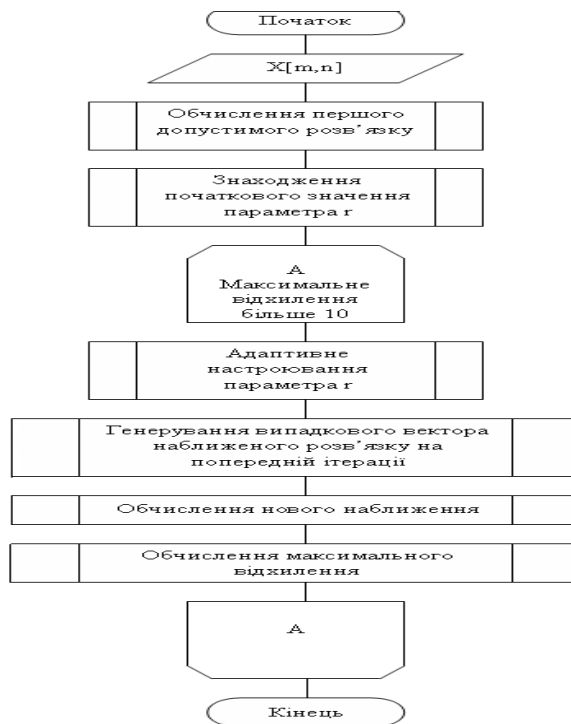 Початок
X[m,n]
Обчислення першого
допустимого розв'язку
Знаходження
початкового значення
параметра r
А
Максимальне
відхилення
більше 10
Адаптивне
настроювання
параметра r
Генерування випадкового вектора
наближеного розв'язку на
попередній ітерації
Обчислення нового наближення
Обчислення максимального
відхилення
А
Кінець